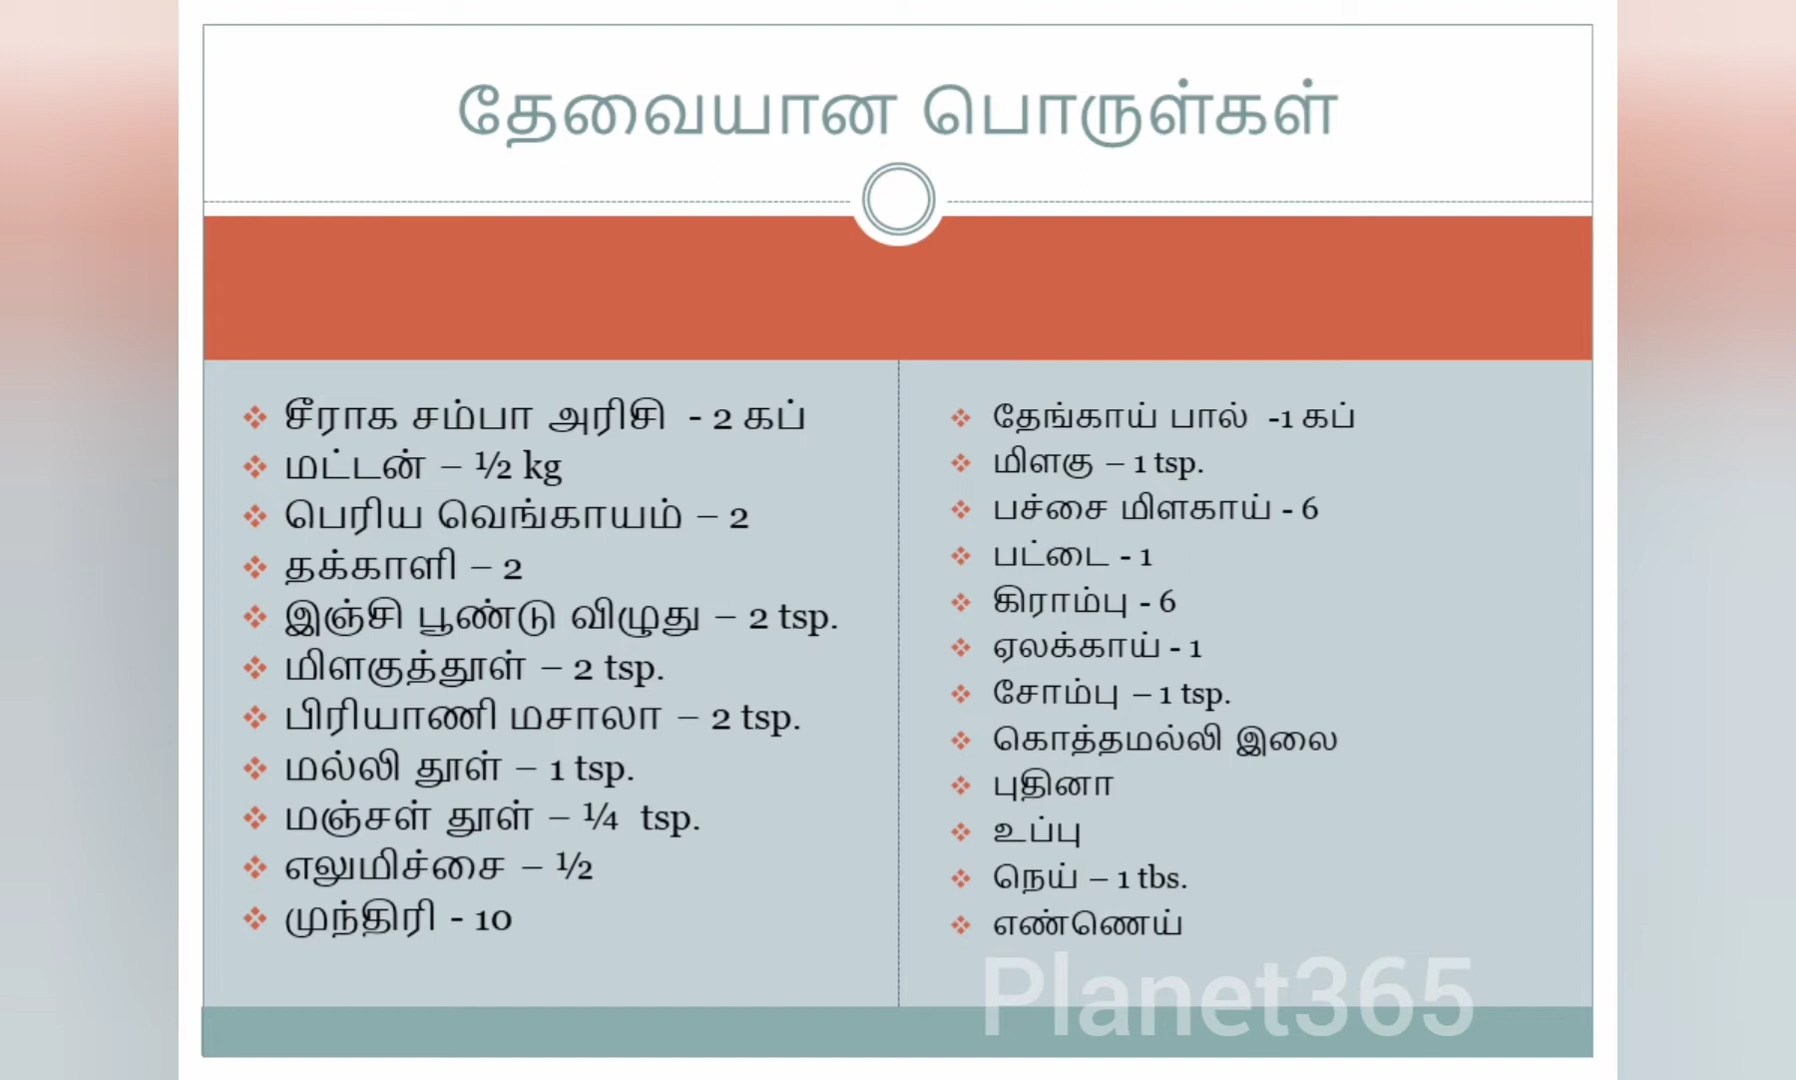 தேவையான பொருள்கள்
சீராக சம்பா அரிசி - 2 கப்
மட்டன் – ½ kg
பெரிய வெங்காயம் – 2
தக்காளி – 2
இஞ்சி பூண்டு விழுது – 2 tsp.
மிளகுத்தூள் – 2 tsp.
பிரியாணி மசாலா – 2 tsp.
மல்லி தூள் – 1 tsp.
மஞ்சள் தூள் – ¼ tsp.
எலுமிச்சை – ½
முந்திரி - 10
தேங்காய் பால் -1 கப்
மிளகு – 1 tsp.
பச்சை மிளகாய் - 6
பட்டை - 1
கிராம்பு - 6
ஏலக்காய் - 1
சோம்பு – 1 tsp.
கொத்தமல்லி இலை
புதினா
உப்பு
நெய் – 1 tbs.
எண்ணெய்
Planet365